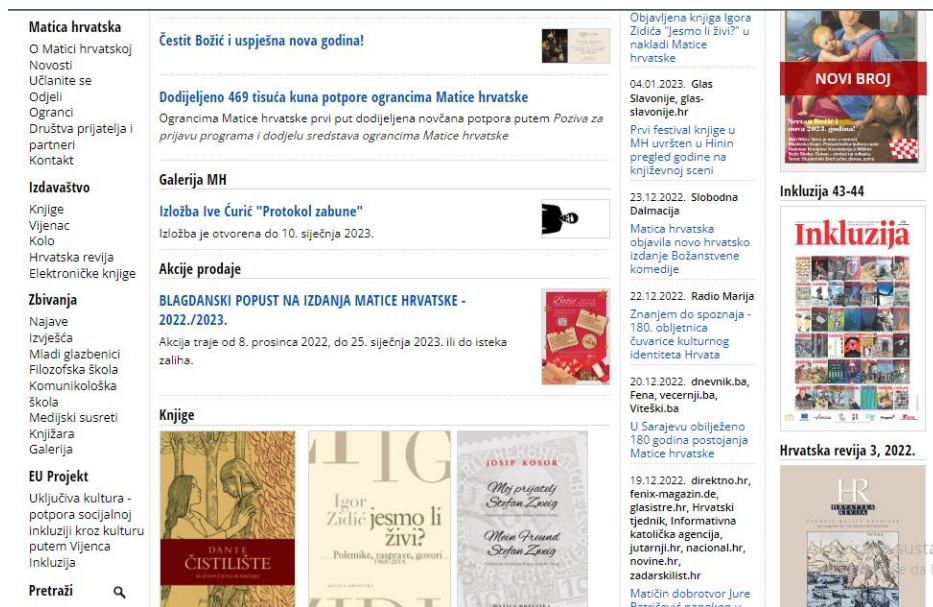 Matica hrvatska
O Matici hrvatskoj
Novosti
Učlanite se
Odjeli
Ogranci
Društva prijatelja i
partneri
Kontakt
Izdavaštvo
Knjige
Vijenac
Kolo
Hrvatska revija
Elektroničke knjige
Zbivanja
Najave
Izvješća
Mladi glazbenici
Filozofska škola
Komunikološka
škola
Medijski susreti
Knjižara
Galerija
EU Projekt
Uključiva kultura -
potpora socijalnoj
inkluziji kroz kulturu
putem Vijenca
Inkluzija
Pretraži
Čestit Božić i uspješna nova godina!
Dodijeljeno 469 tisuća kuna potpore ograncima Matice hrvatske
Ograncima Matice hrvatske prvi put dodijeljena novčana potpora putem Poziva za
prijavu programa i dodjelu sredstava ograncima Matice hrvatske
Galerija MH
Izložba Ive Ćurić "Protokol zabune"
Izložba je otvorena do 10. siječnja 2023.
Akcije prodaje
BLAGDANSKI POPUST NA IZDANJA MATICE HRVATSKE -
2022./2023.
Akcija traje od 8. prosinca 2022, do 25. siječnja 2023. ili do isteka
zaliha.
Božić
Knjige
DANTE
ČISTILIŠTE
Igor
Zidić jesmo li
živi?
Polemike, rasprave, govori
MATICA HRVATSKA
JOSIP KOSOR
Moj prijatelj
Stefan Zweig
Mein Freund
Stefan Zweig
MATICA HRVATSKA
Objavljena knjiga Igora
Zidića "Jesmo li živi?" u
nakladi Matice
hrvatske
04.01.2023. Glas
Slavonije, glas-
slavonije.hr
Prvi festival knjige u
MH uvršten u Hinin
pregled godine na
književnoj sceni
23.12.2022. Slobodna
Dalmacija
Matica hrvatska
objavila novo hrvatsko
izdanje Božanstvene
komedije
22.12.2022. Radio Marija
Znanjem do spoznaja -
180. obljetnica
čuvarice kulturnog
identiteta Hrvata
20.12.2022. dnevnik.ba,
Fena, vecernji.ba,
Viteški.ba
U Sarajevu obilježeno
180 godina postojanja
Matice hrvatske
19.12.2022. direktno.hr,
fenix-magazin.de,
glasistre.hr, Hrvatski
tjednik, Informativna
katolička agencija,
jutarnji.hr, nacional.hr,
novine.hr,
zadarskilist.hr
Matičin dobrotvor Jure
NOVI BROJ
Sretan Božić i
nova 2023. godina!
Inkluzija 43-44
Inkluzija
Hrvatska revija 3, 2022.
HR
HRVATSKA
REVIJA